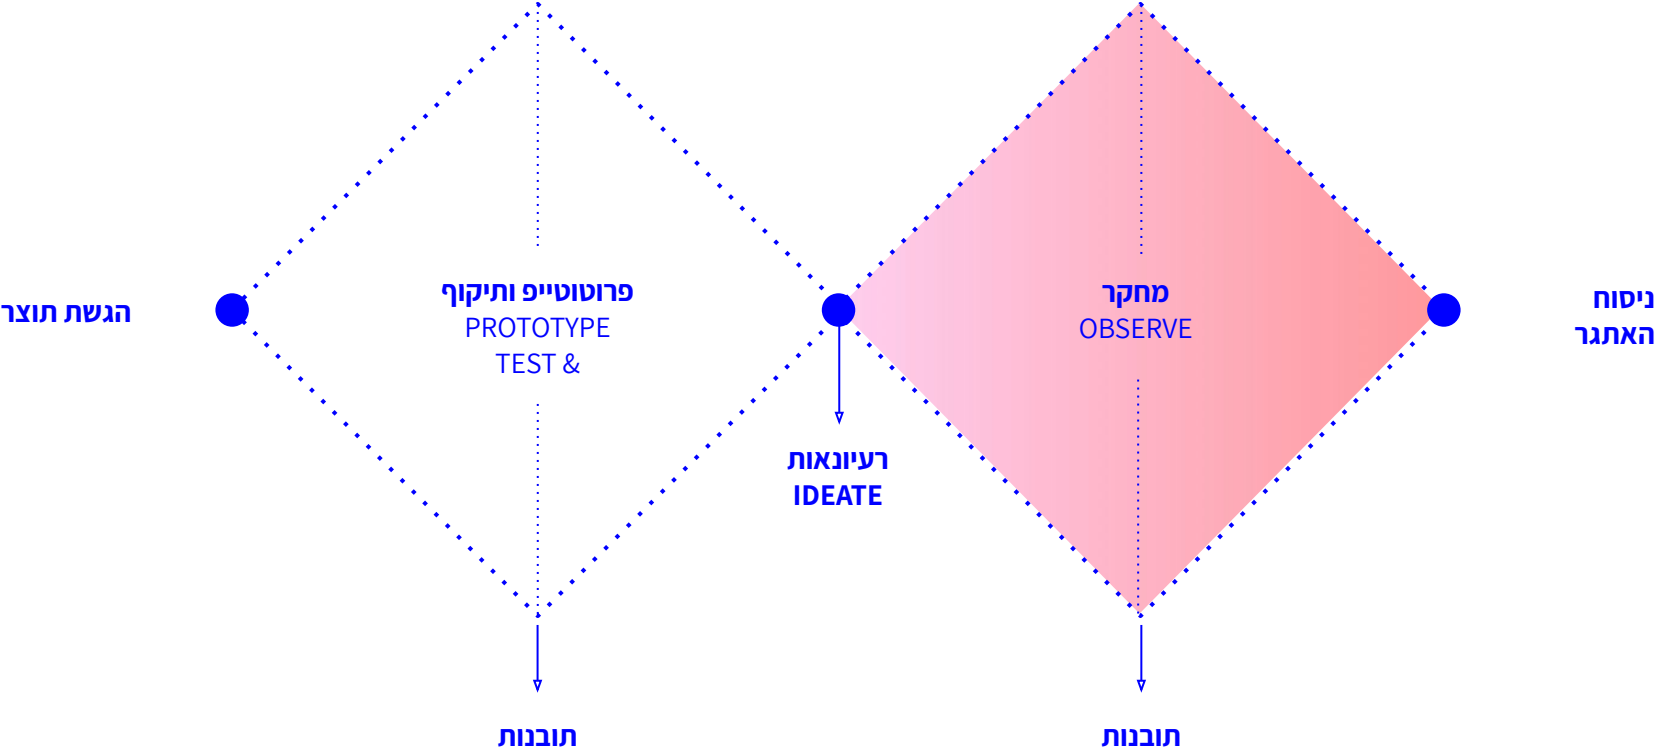 ניסוח
האתגר
מחקר
OBSERVE
תובנות
רעיונאות
IDEATE
פרוטוטייפ ותיקוף
PROTOTYPE
TEST &
תובנות
הגשת תוצר